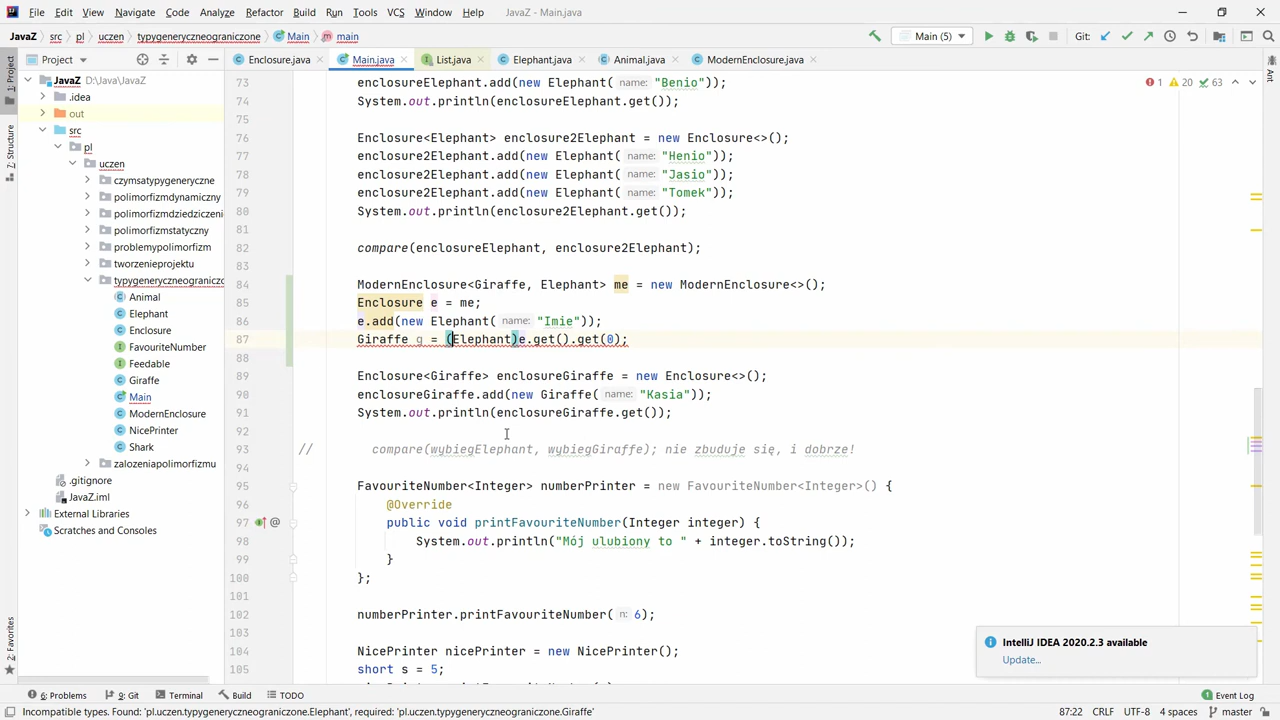 File Edit View Navigate Code Analyze Refactor Build Run Tools VCS Window Help JavaZ - Main.java
JavaZ src pl uczen typygeneryczneograniczone Main main Main (5) Git:
Project Enclosure.java Main.java List.java Elephant.java Animal.java ModernEnclosure.java
1: Project
7: Structure
2: Favorites
Ant
JavaZ D:\Java\JavaZ
.idea
out
src
pl
uczen
czymsatypygeneryczne
polimorfizmdynamiczny
polimorfizmdziedziczeni
polimorfizmstatyczny
problemypolimorfizm
tworzenieprojektu
typygeneryczneogranicz
Animal
Elephant
Enclosure
FavouriteNumber
Feedable
Giraffe
Main
ModernEnclosure
NicePrinter
Shark
zalozeniapolimorfizmu
.gitignore
JavaZ.iml
External Libraries
Scratches and Consoles
1 20 63
73 enclosureElephant.add(new Elephant( name: "Benio"));
74 System.out.println(enclosureElephant.get());
75
76 Enclosure<Elephant> enclosure2Elephant = new Enclosure<>();
77 enclosure2Elephant.add(new Elephant( name: "Henio"));
78 enclosure2Elephant.add(new Elephant( name: "Jasio"));
79 enclosure2Elephant.add(new Elephant( name: "Tomek"));
80 System.out.println(enclosure2Elephant.get());
81
82 compare(enclosureElephant, enclosure2Elephant);
83
84 ModernEnclosure<Giraffe, Elephant> me = new ModernEnclosure<>();
85 Enclosure e = me;
86 e.add(new Elephant( name: "Imie"));
87 Giraffe g = (Elephant)e.get().get(0);
88
89 Enclosure<Giraffe> enclosureGiraffe = new Enclosure<>();
90 enclosureGiraffe.add(new Giraffe( name: "Kasia"));
91 System.out.println(enclosureGiraffe.get());
92
93 // compare(wybiegElephant, wybiegGiraffe); nie zbuduje się, i dobrze!
94
95 FavouriteNumber<Integer> numberPrinter = new FavouriteNumber<Integer>() {
96 @Override
97 @ public void printFavouriteNumber(Integer integer) {
98 System.out.println("Mój ulubiony to " + integer.toString());
99 }
100 };
101
102 numberPrinter.printFavouriteNumber( n: 6);
103
104 NicePrinter nicePrinter = new NicePrinter();
105 short s = 5;
IntelliJ IDEA 2020.2.3 available
Update...
6: Problems 9: Git Terminal Build TODO Event Log
Incompatible types. Found: 'pl.uczen.typygeneryczneograniczone.Elephant', required: 'pl.uczen.typygeneryczneograniczone.Giraffe' 87:22 CRLF UTF-8 4 spaces master